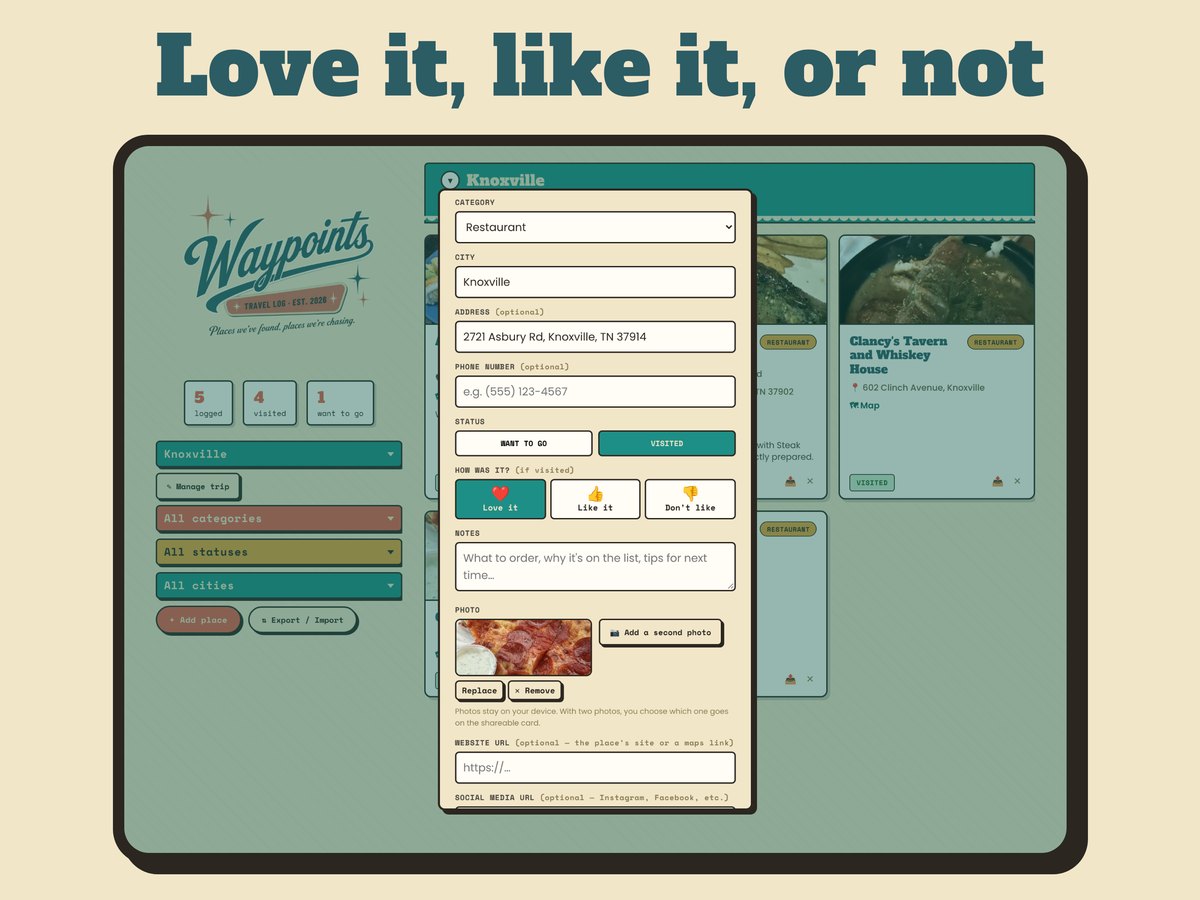 Love it, like it, or not
Waypoints
TRAVEL LOG · EST. 2026
Places we've found, places we're chasing.
5
logged
4
visited
1
want to go
Knoxville
✎ Manage trip
All categories
All statuses
All cities
+ Add place
⇅ Export / Import
Knoxville
CATEGORY
Restaurant
CITY
Knoxville
ADDRESS (optional)
2721 Asbury Rd, Knoxville, TN 37914
PHONE NUMBER (optional)
e.g. (555) 123-4567
STATUS
WANT TO GO
VISITED
HOW WAS IT? (if visited)
❤️ Love it
👍 Like it
👎 Don't like
NOTES
What to order, why it's on the list, tips for next
time…
PHOTO
📷 Add a second photo
Replace
× Remove
Photos stay on your device. With two photos, you choose which one goes
on the shareable card.
WEBSITE URL (optional — the place's site or a maps link)
https://…
SOCIAL MEDIA URL (optional — Instagram, Facebook, etc.)
RESTAURANT
TN 37902
with Steak
prepared.
Clancy's Tavern
and Whiskey
House
RESTAURANT
📍 602 Clinch Avenue, Knoxville
🗺 Map
VISITED
RESTAURANT